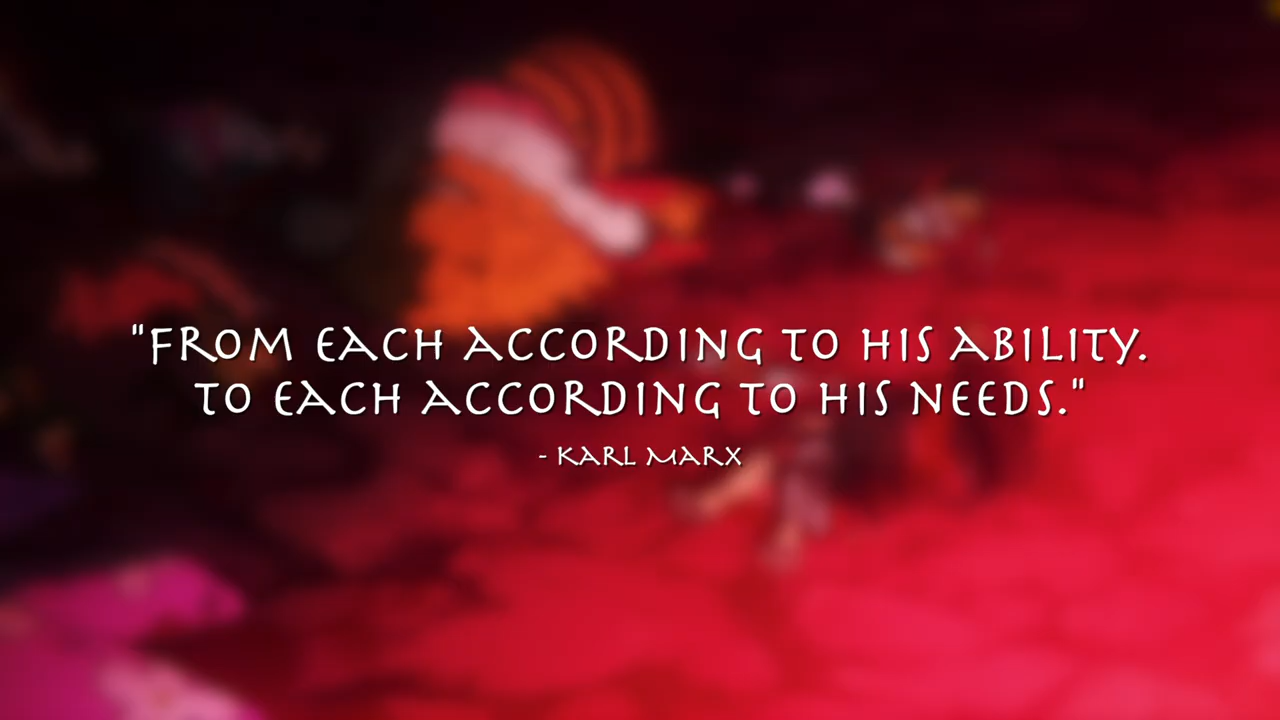 "From each according to his ability.
To each according to his needs."
- Karl Marx